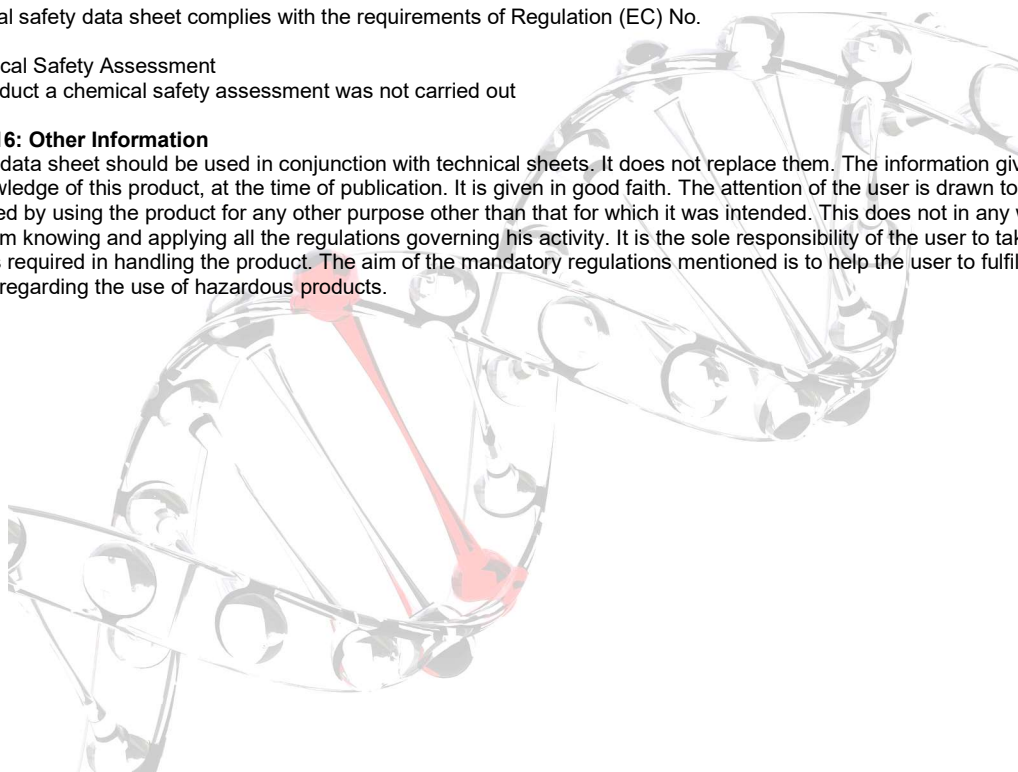 al safety data sheet complies with the requirements of Regulation (EC) No.
cal Safety Assessment
duct a chemical safety assessment was not carried out
6: Other Information
data sheet should be used in conjunction with technical sheets. It does not replace them. The information giv
wledge of this product, at the time of publication. It is given in good faith. The attention of the user is drawn to
ed by using the product for any other purpose other than that for which it was intended. This does not in any
m knowing and applying all the regulations governing his activity. It is the sole responsibility of the user to tak
s required in handling the product. The aim of the mandatory regulations mentioned is to help the user to fulfil
regarding the use of hazardous products.